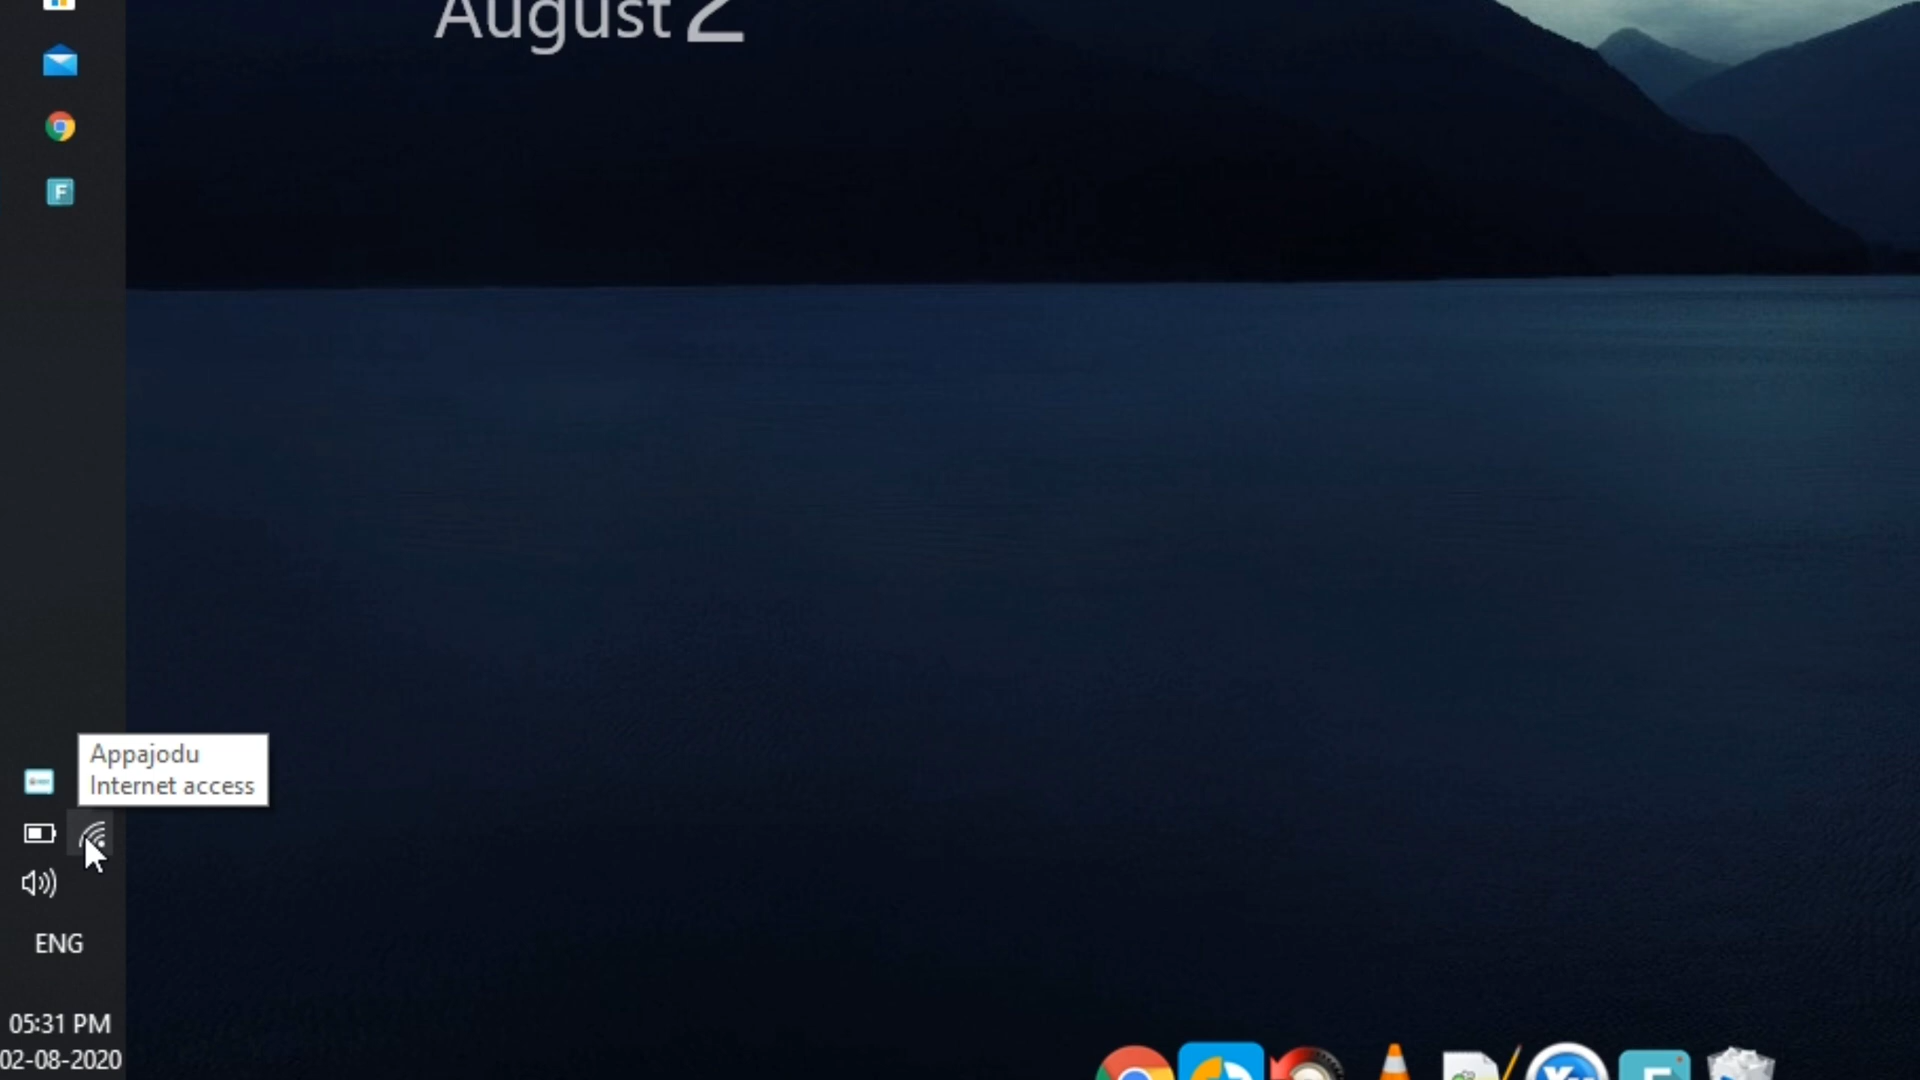 August 2
F
Appajodu
Internet access
ENG
05:31 PM
02-08-2020